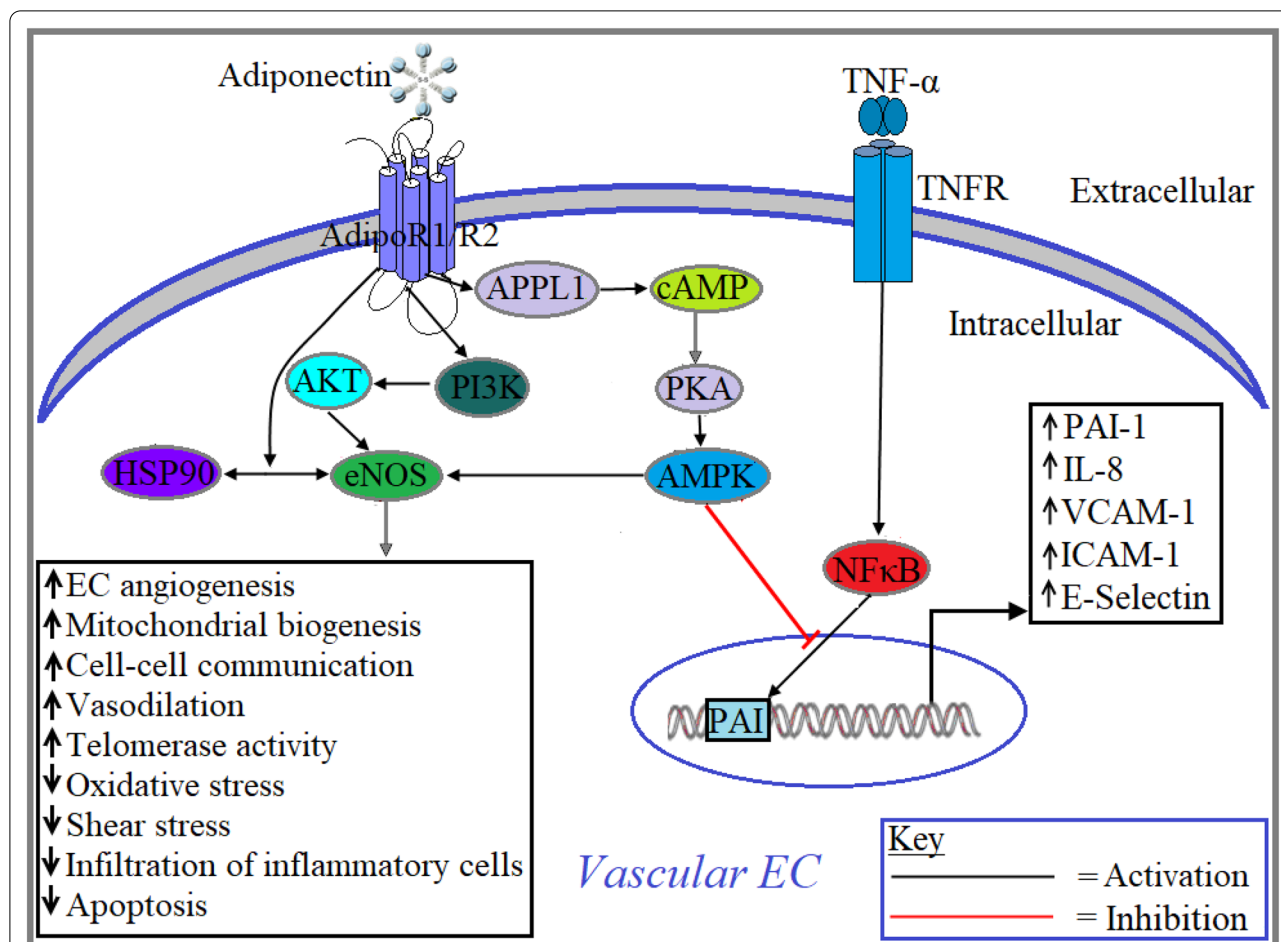 Adiponectin
S-S
TNF-α
TNFR
Extracellular
AdipoR1/R2
APPL1
cAMP
Intracellular
AKT
PI3K
PKA
HSP90
eNOS
AMPK
NFκB
↑PAI-1
↑IL-8
↑VCAM-1
↑ICAM-1
↑E-Selectin
↑EC angiogenesis
↑Mitochondrial biogenesis
↑Cell-cell communication
↑Vasodilation
↑Telomerase activity
↓Oxidative stress
↓Shear stress
↓Infiltration of inflammatory cells
↓Apoptosis
PAI
Vascular EC
Key
= Activation
= Inhibition